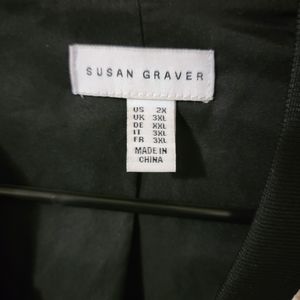 SUSAN GRAVER
US 2X
UK 3XL
DE XXL
IT 3XL
FR 3XL
MADE IN
CHINA